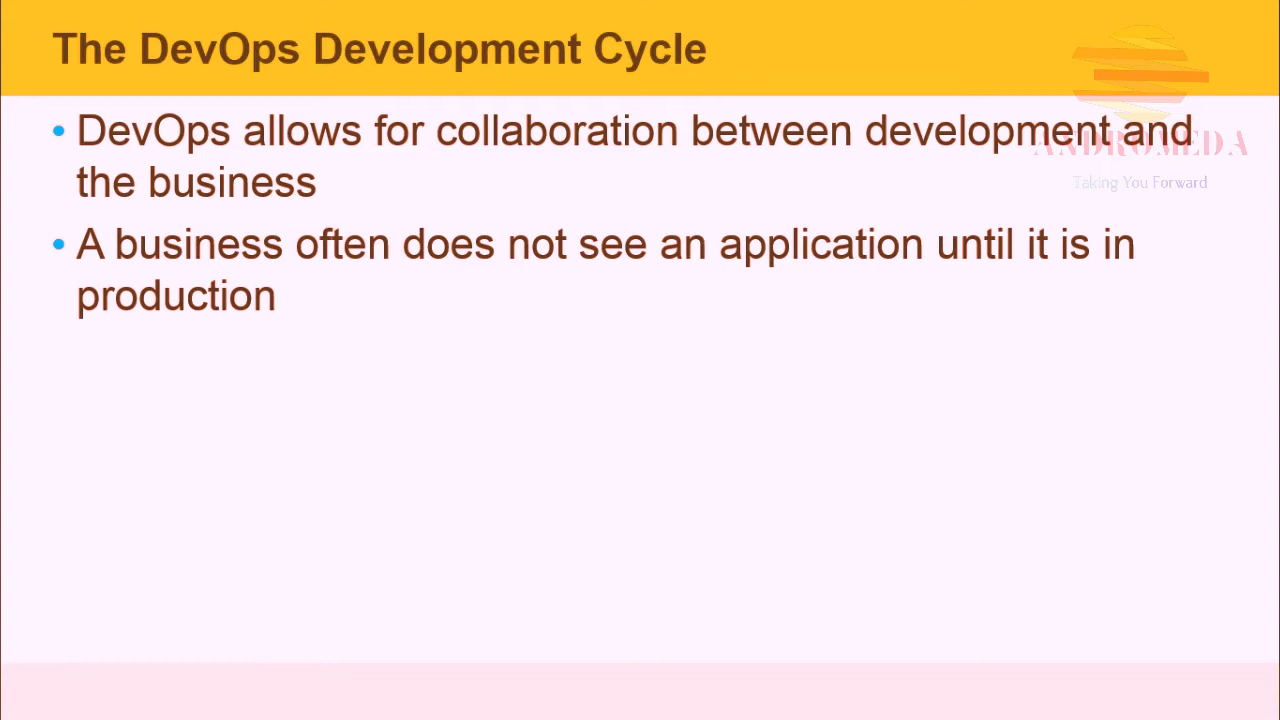 The DevOps Development Cycle
• DevOps allows for collaboration between development and
the business
• A business often does not see an application until it is in
production
ANDROMEDA
Taking You Forward